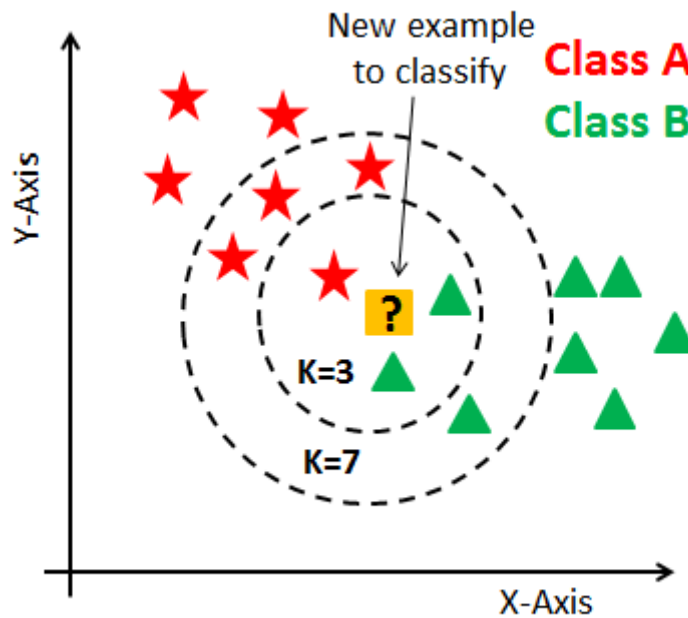 New example
to classify
Class A
Class B
Y-Axis
?
K=3
K=7
X-Axis